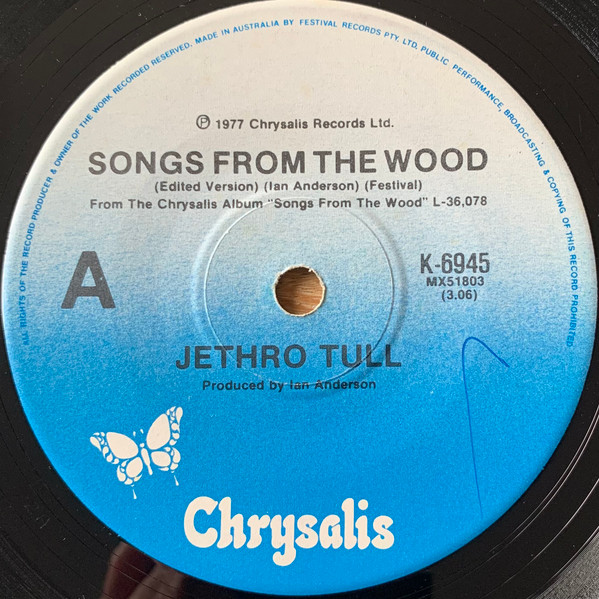 ALL RIGHTS OF THE RECORD PRODUCER & OWNER OF THE WORK RECORDED RESERVED. MADE IN AUSTRALIA BY FESTIVAL RECORDS PTY. LTD. PUBLIC PERFORMANCE, BROADCASTING & COPYING OF THIS RECORD PROHIBITED
℗ 1977 Chrysalis Records Ltd.
SONGS FROM THE WOOD
(Edited Version) (Ian Anderson) (Festival)
From The Chrysalis Album "Songs From The Wood" L-36,078
A
K-6945
MX51803
(3.06)
JETHRO TULL
Produced by Ian Anderson
Chrysalis